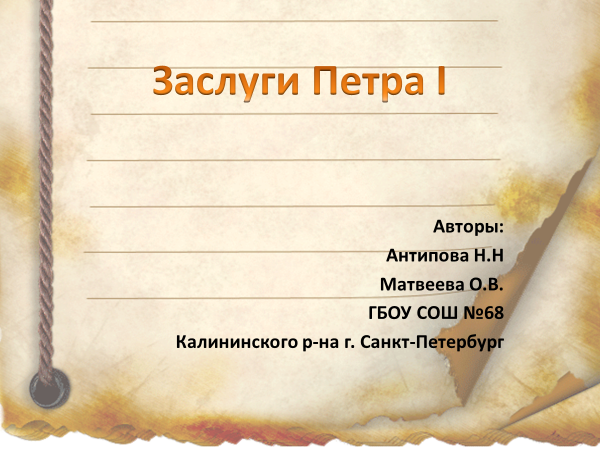 Заслуги Петра I
Авторы:
Антипова Н.Н
Матвеева О.В.
ГБОУ СОШ №68
Калининского р-на г. Санкт-Петербург